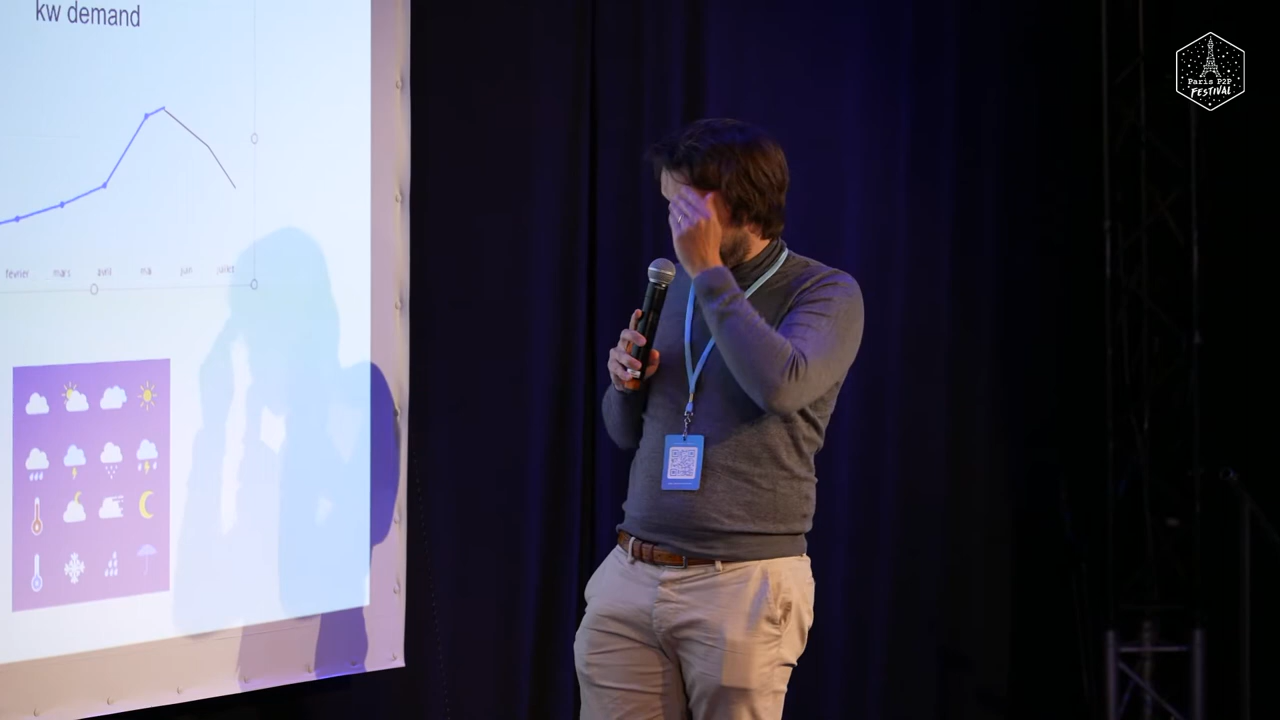 kw demand
fevrier
mars
avril
mai
juin
juillet
Paris P2P
FESTIVAL